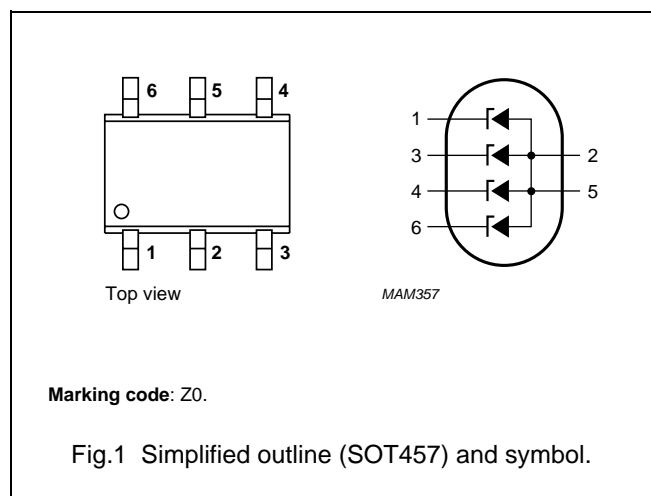 6 5 4
1 2 3
Top view
1
3 2
4 5
6
MAM357
Marking code: Z0.
Fig.1 Simplified outline (SOT457) and symbol.